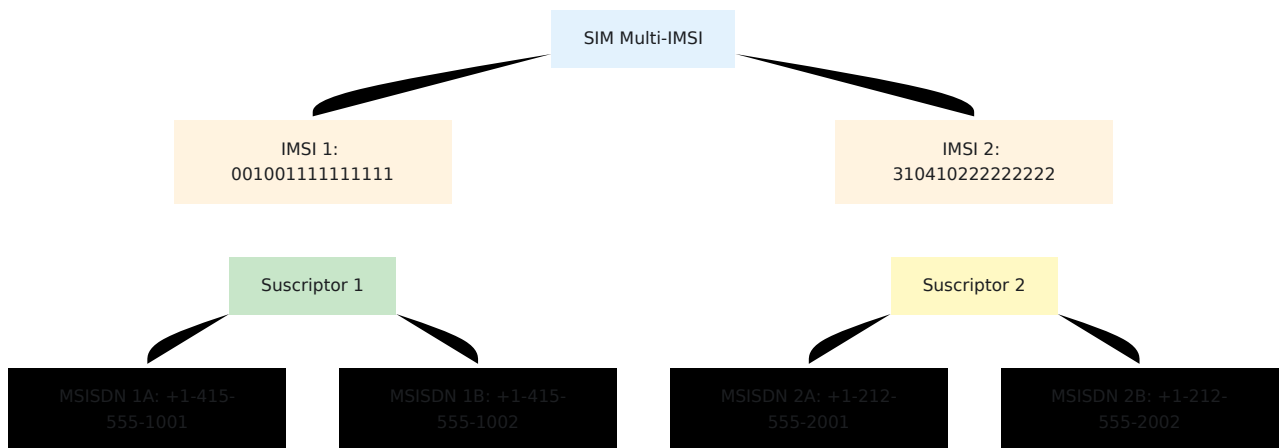 SIM Multi-IMSI
IMSI 1:
001001111111111
IMSI 2:
310410222222222
Suscriptor 1
Suscriptor 2
MSISDN 1A: +1-415-
555-1001
MSISDN 1B: +1-415-
555-1002
MSISDN 2A: +1-212-
555-2001
MSISDN 2B: +1-212-
555-2002